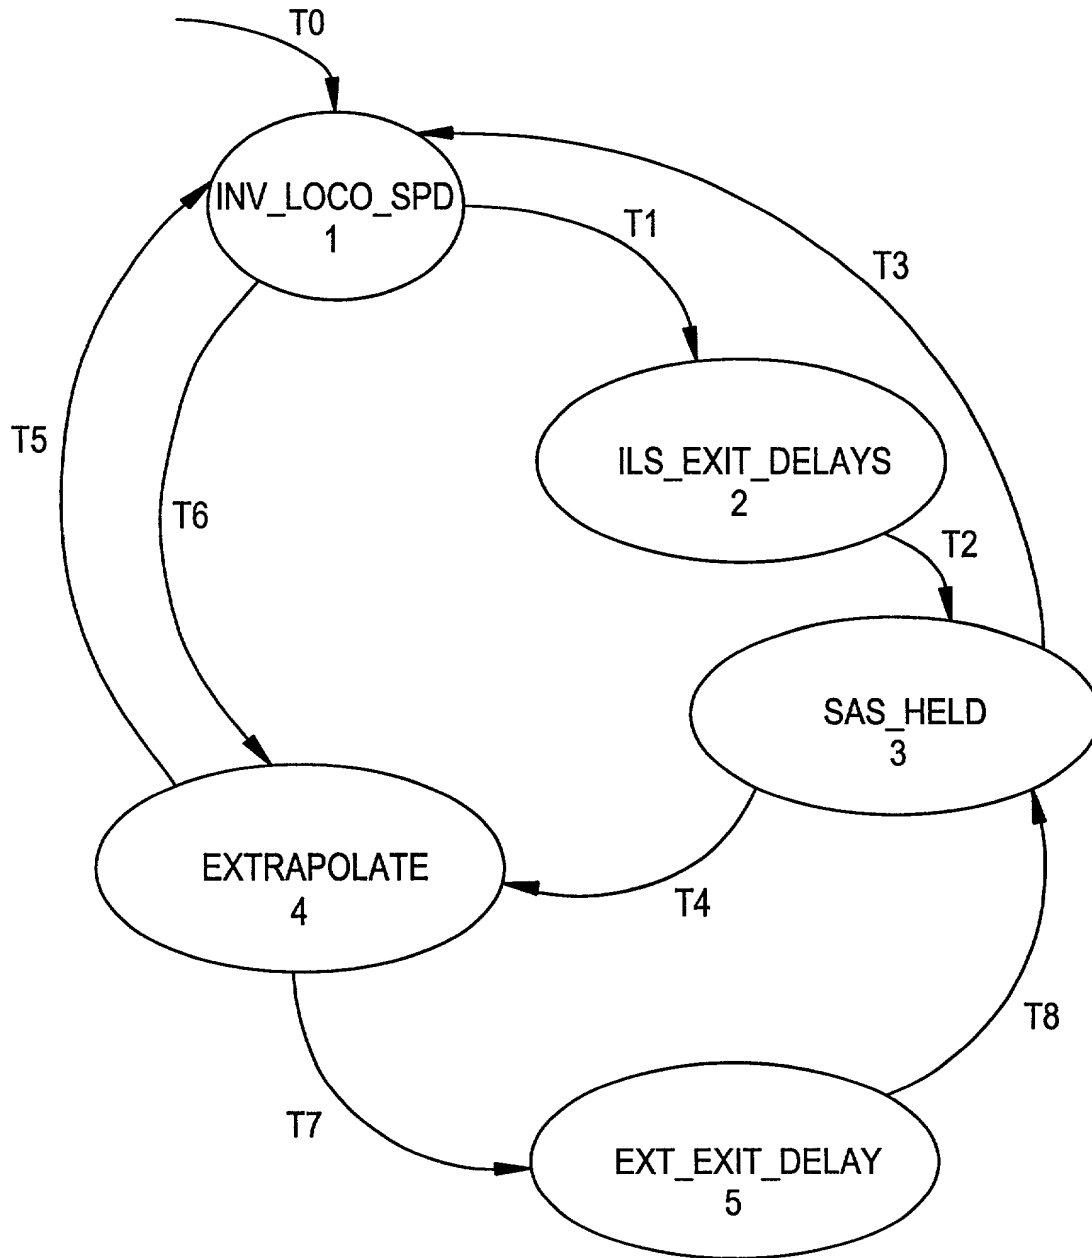 T0
INV_LOCO_SPD
1
T1
T3
T5
T6
ILS_EXIT_DELAYS
2
T2
SAS_HELD
3
EXTRAPOLATE
4
T4
T8
T7
EXT_EXIT_DELAY
5